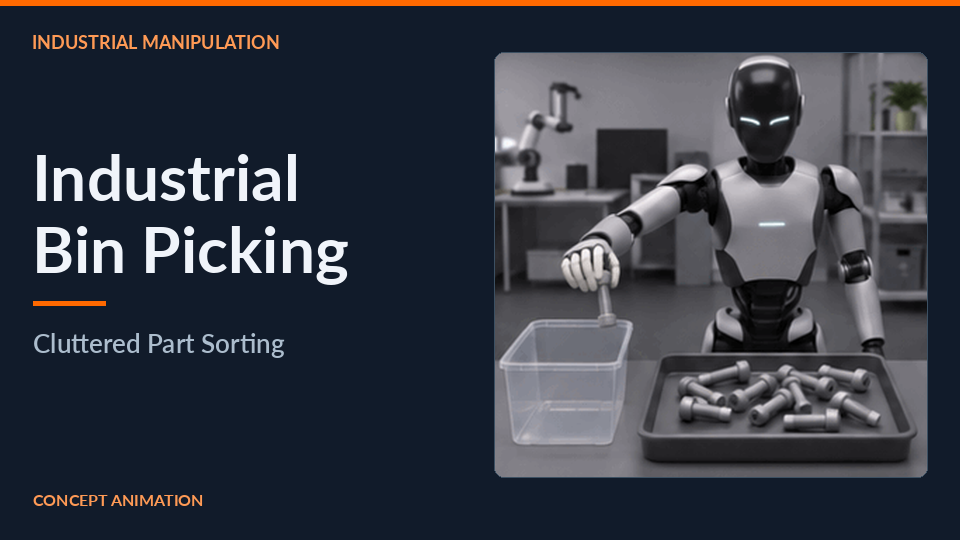 INDUSTRIAL MANIPULATION
Industrial
Bin Picking
Cluttered Part Sorting
CONCEPT ANIMATION